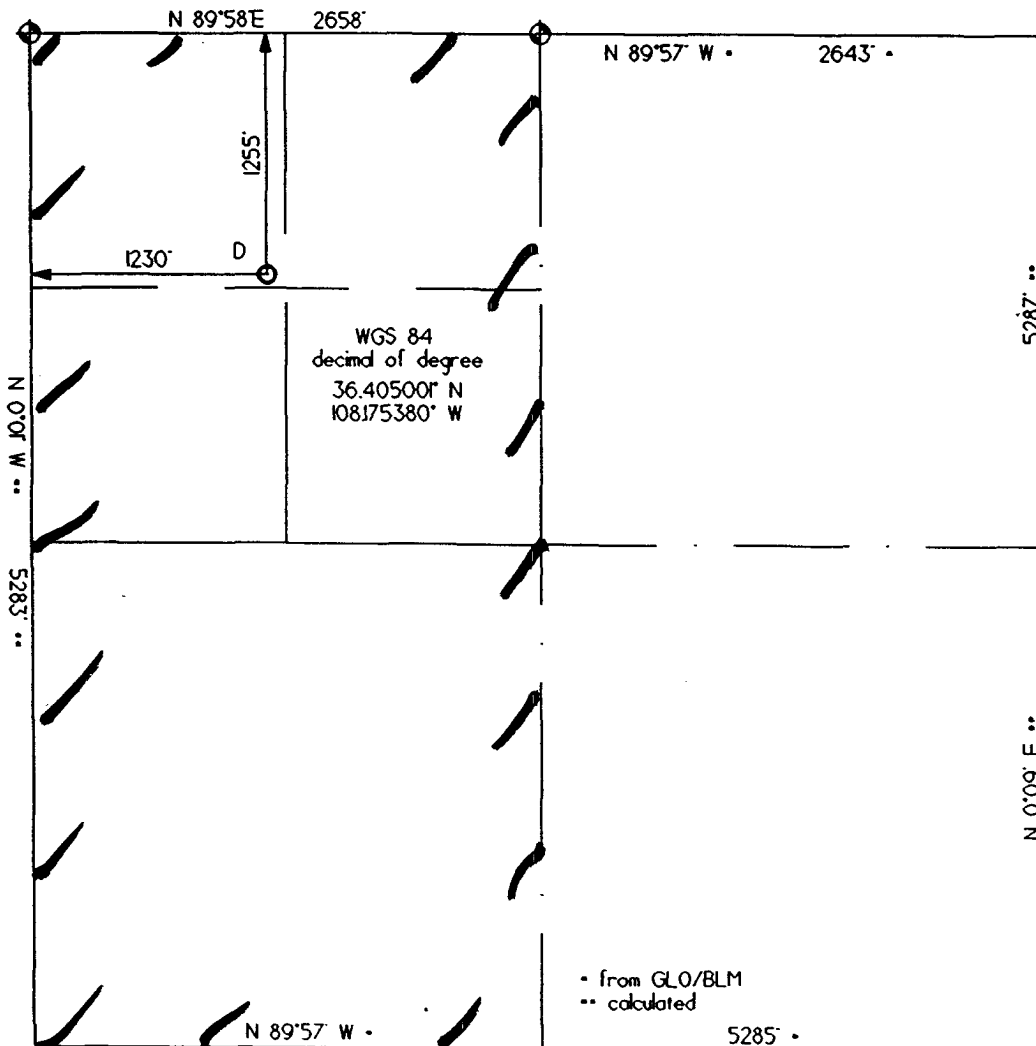 N 89°58'E 2658'
N 89°57' W • 2643' •
1255'
1230' D
5287' ••
WGS 84
decimal of degree
36.405001° N
108.175380° W
N 0°01' W ••
5283' ••
N 0°09' E ••
• from GLO/BLM
•• calculated
N 89°57' W • 5285' •